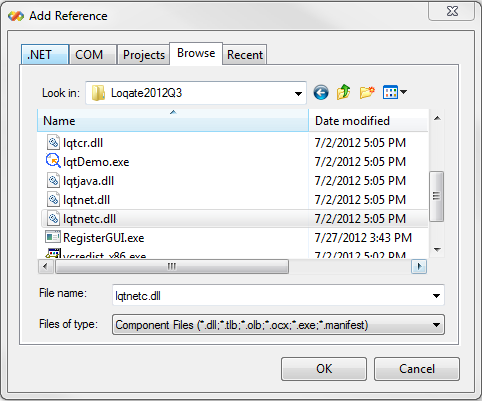 Add Reference
.NET COM Projects Browse Recent
Look in: Loqate2012Q3
Name Date modified
lqtcr.dll 7/2/2012 5:05 PM
lqtDemo.exe 7/2/2012 5:05 PM
lqtjava.dll 7/2/2012 5:05 PM
lqtnet.dll 7/2/2012 5:05 PM
lqtnetc.dll 7/2/2012 5:05 PM
RegisterGUI.exe 7/27/2012 3:43 PM
vcredist_x86.exe 7/2/2012 5:02 PM
File name: lqtnetc.dll
Files of type: Component Files (*.dll;*.tlb;*.olb;*.ocx;*.exe;*.manifest)
OK Cancel